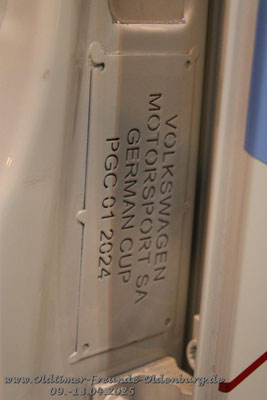 VOLKSWAGEN
MOTORSPORT SA
GERMAN CUP
PGC 01 2024
www.Oldtimer-Freunde-Oldenburg.de
09.-13.04.2025